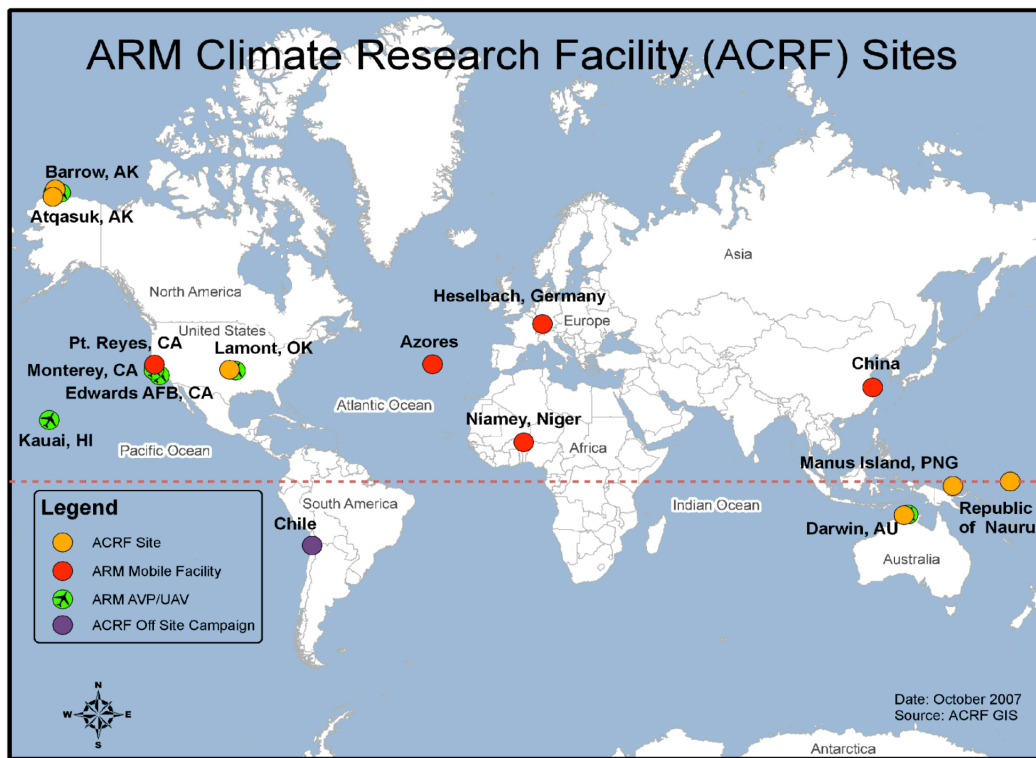 ARM Climate Research Facility (ACRF) Sites
Barrow, AK
Atqasuk, AK
Asia
North America
Heselbach, Germany
Europe
United States
Pt. Reyes, CA
Lamont, OK
Azores
China
Monterey, CA
Edwards AFB, CA
Atlantic Ocean
Niamey, Niger
Kauai, HI
Pacific Ocean
Africa
Manus Island, PNG
South America
Indian Ocean
Republic
of Nauru
Chile
Darwin, AU
Australia
Legend
ACRF Site
ARM Mobile Facility
ARM AVP/UAV
ACRF Off Site Campaign
N
W E
S
Date: October 2007
Source: ACRF GIS
Antarctica